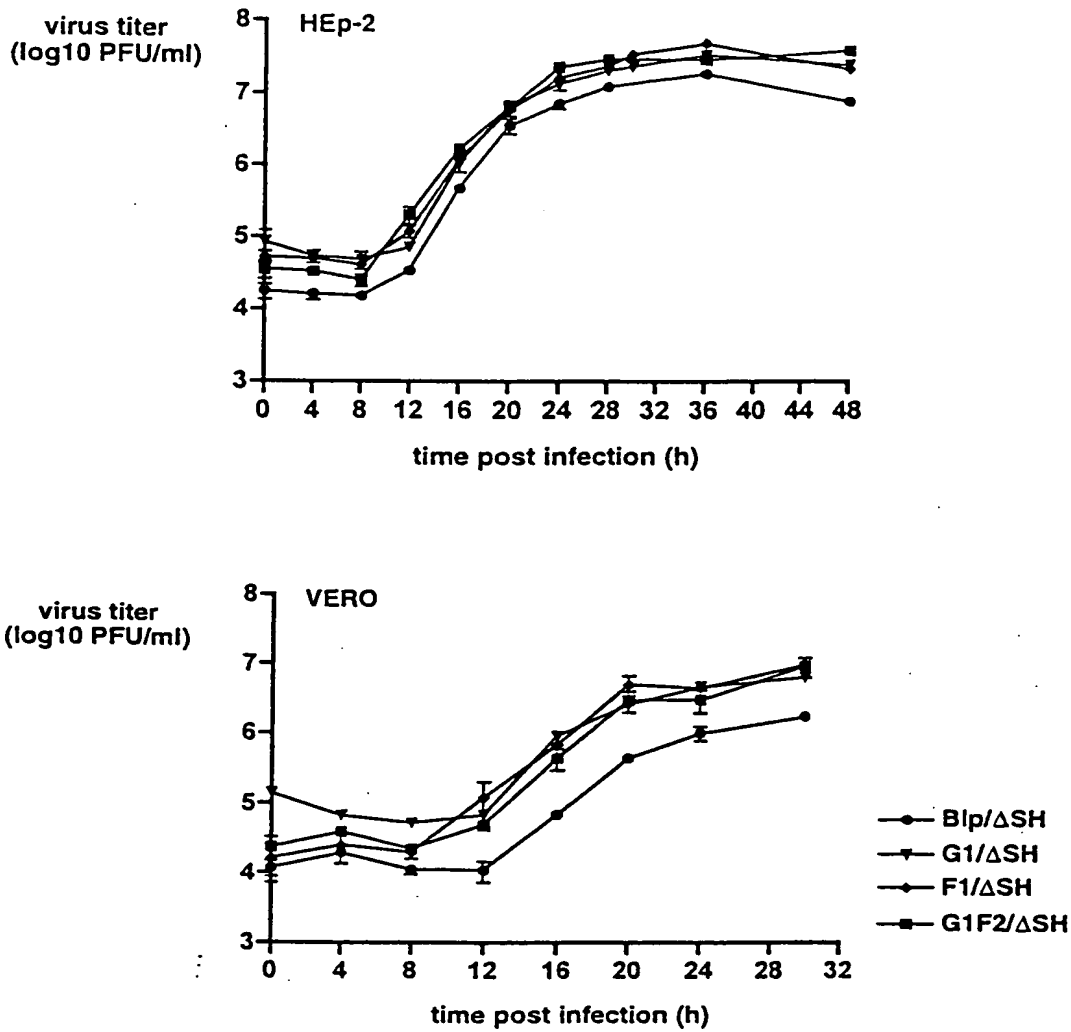 virus titer
(log10 PFU/ml)
HEp-2
8
7
6
5
4
3
0 4 8 12 16 20 24 28 32 36 40 44 48
time post infection (h)
virus titer
(log10 PFU/ml)
VERO
8
7
6
5
4
3
0 4 8 12 16 20 24 28 30 32
time post infection (h)
Blp/ΔSH
G1/ΔSH
F1/ΔSH
G1F2/ΔSH